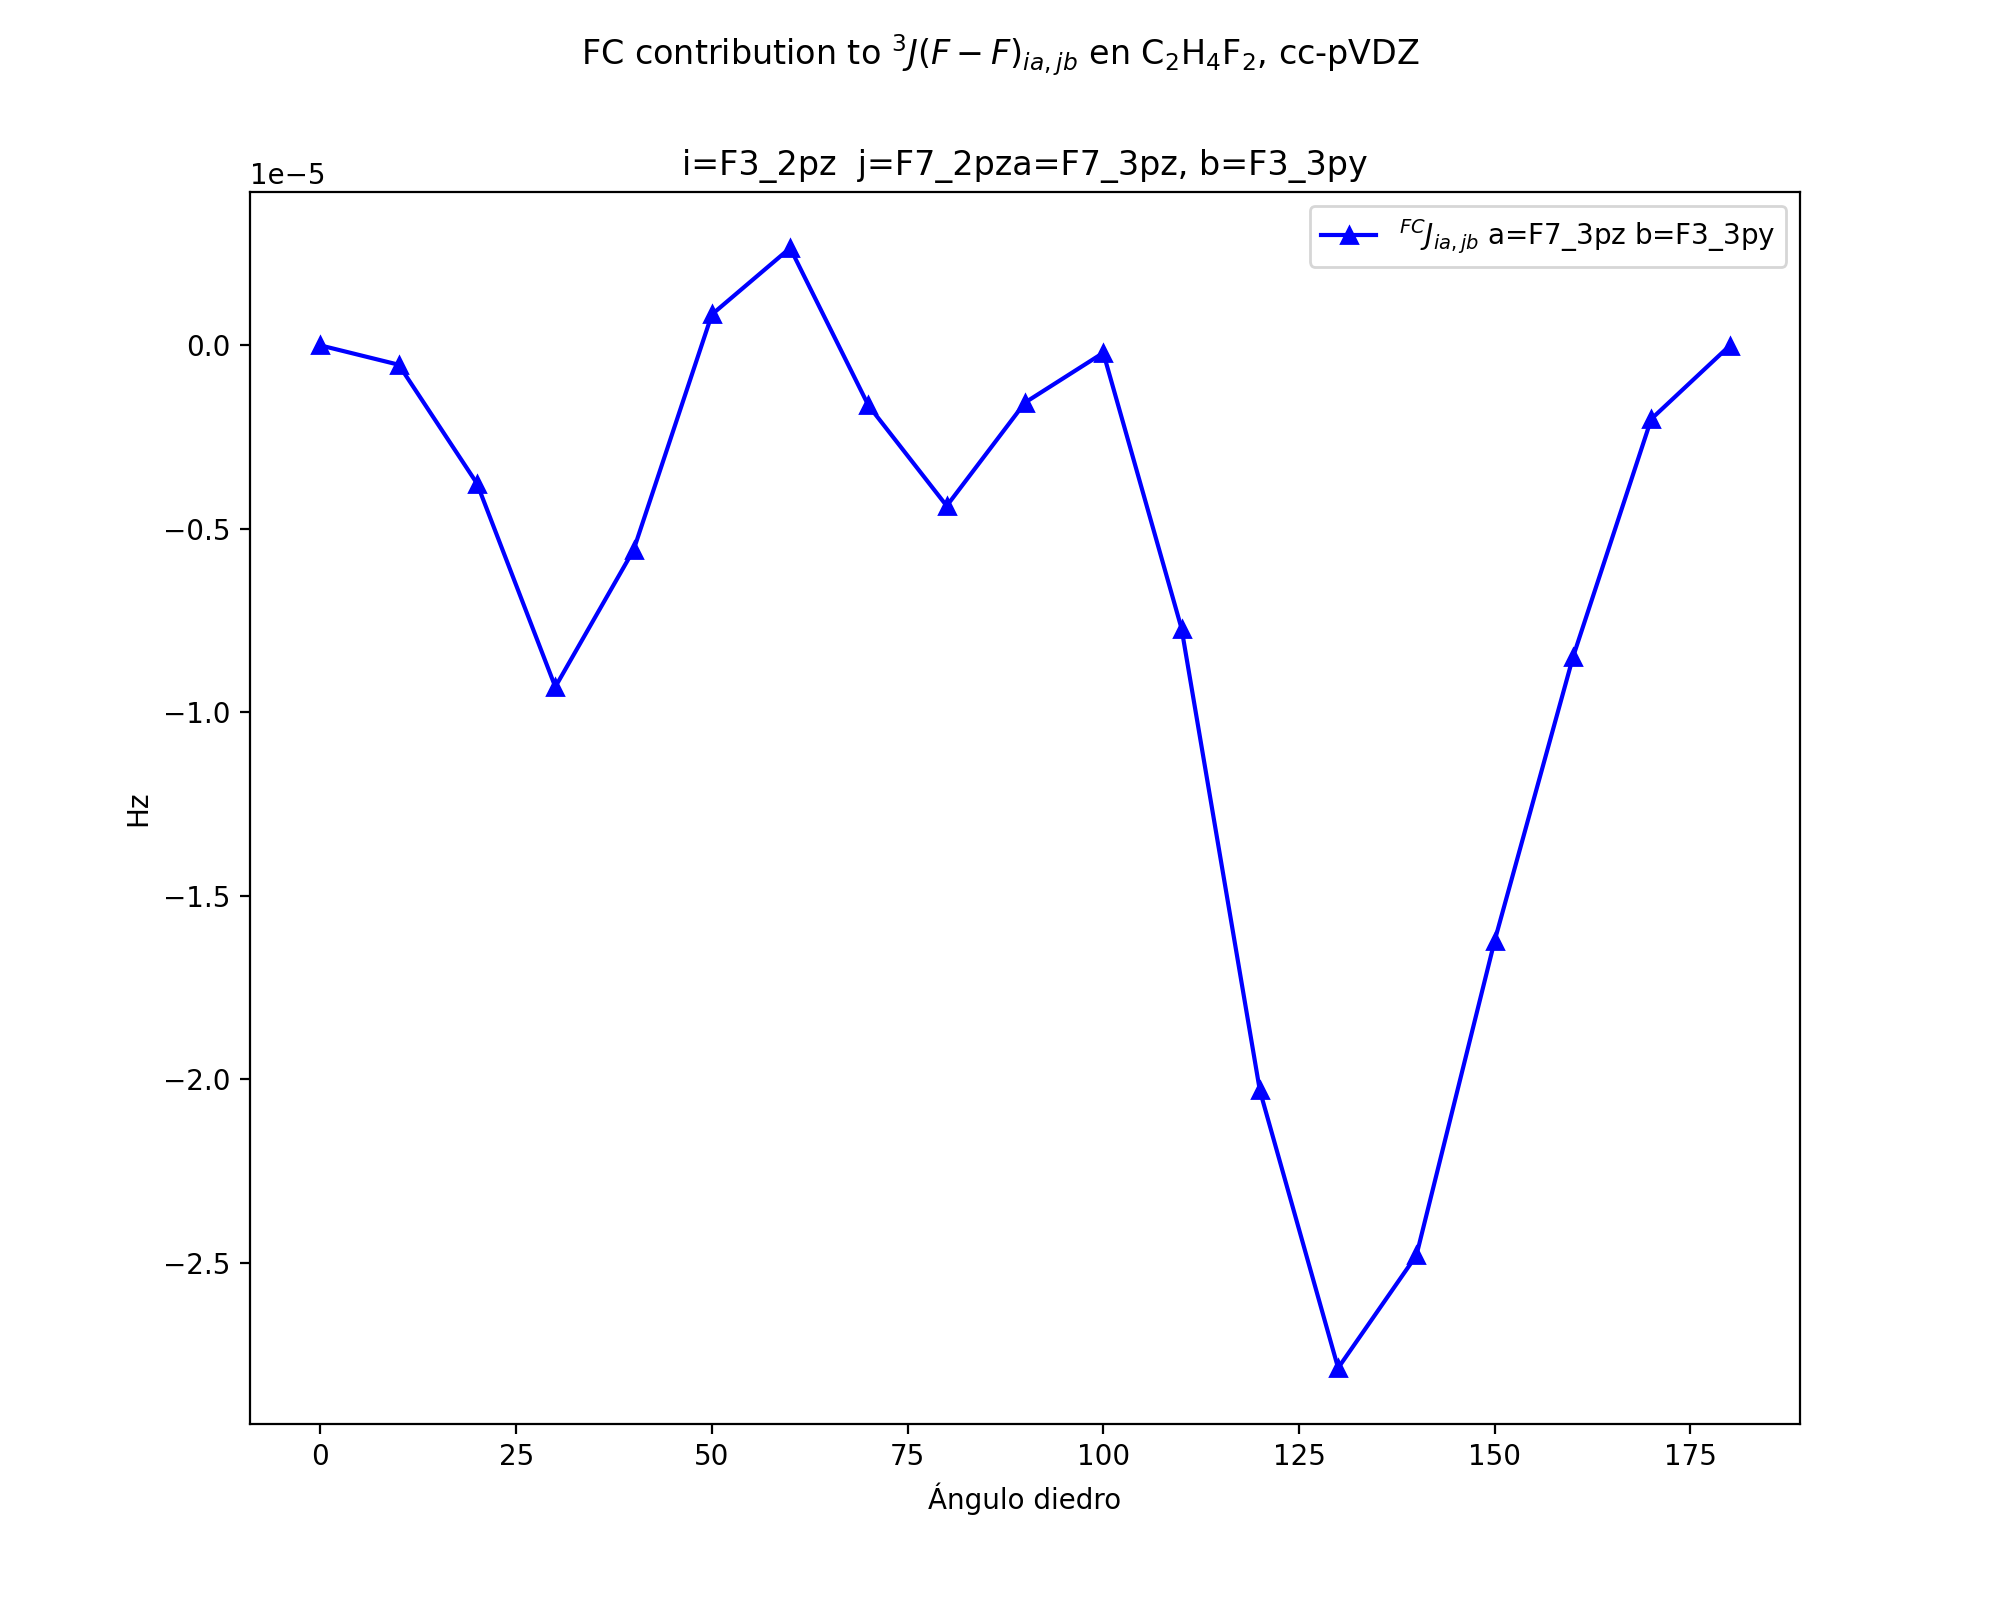 FC contribution to ³J(F − F)ᵢₐ,ⱼb en C₂H₄F₂, cc-pVDZ
i=F3_2pz  j=F7_2pza=F7_3pz, b=F3_3py
1e−5
FCJia,jb a=F7_3pz b=F3_3py
0.0
−0.5
−1.0
−1.5
−2.0
−2.5
Hz
0 25 50 75 100 125 150 175
Ángulo diedro